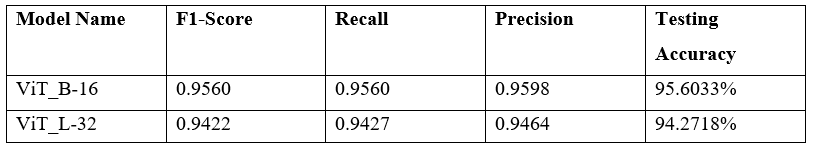 Model Name F1-Score Recall Precision Testing
Accuracy
ViT_B-16 0.9560 0.9560 0.9598 95.6033%
ViT_L-32 0.9422 0.9427 0.9464 94.2718%